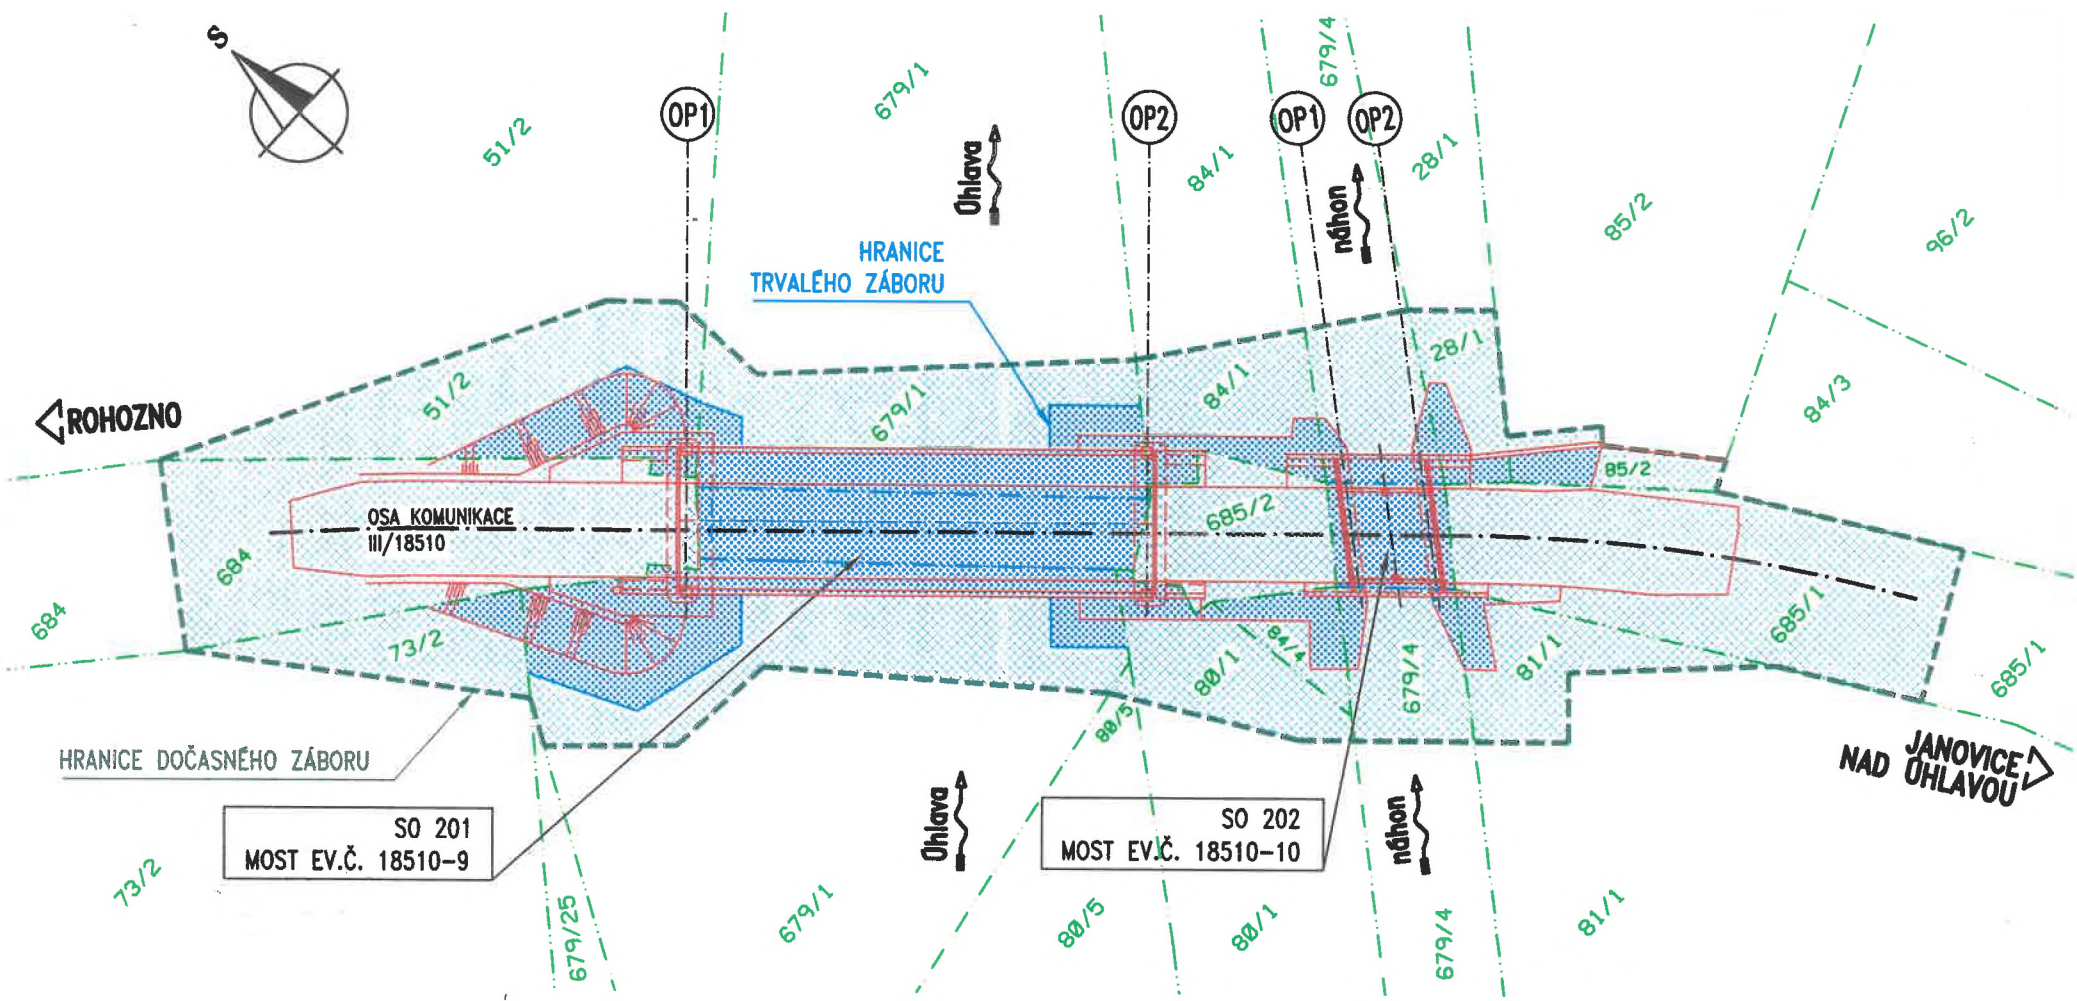 S
679/4
679/1
51/2
OP1
OP2
OP1
OP2
84/1
28/1
Úhlava
náhon
85/2
96/2
HRANICE
TRVALÉHO ZÁBORU
ROHOZNO
51/2
679/1
84/1
28/1
84/3
85/2
OSA KOMUNIKACE
III/18510
685/2
684
684
73/2
84/4
80/1
679/4
81/1
685/1
685/1
80/5
HRANICE DOČASNÉHO ZÁBORU
JANOVICE
NAD ÚHLAVOU
SO 201
MOST EV.Č. 18510-9
Úhlava
SO 202
MOST EV.Č. 18510-10
náhon
73/2
679/25
679/1
80/5
80/1
679/4
81/1